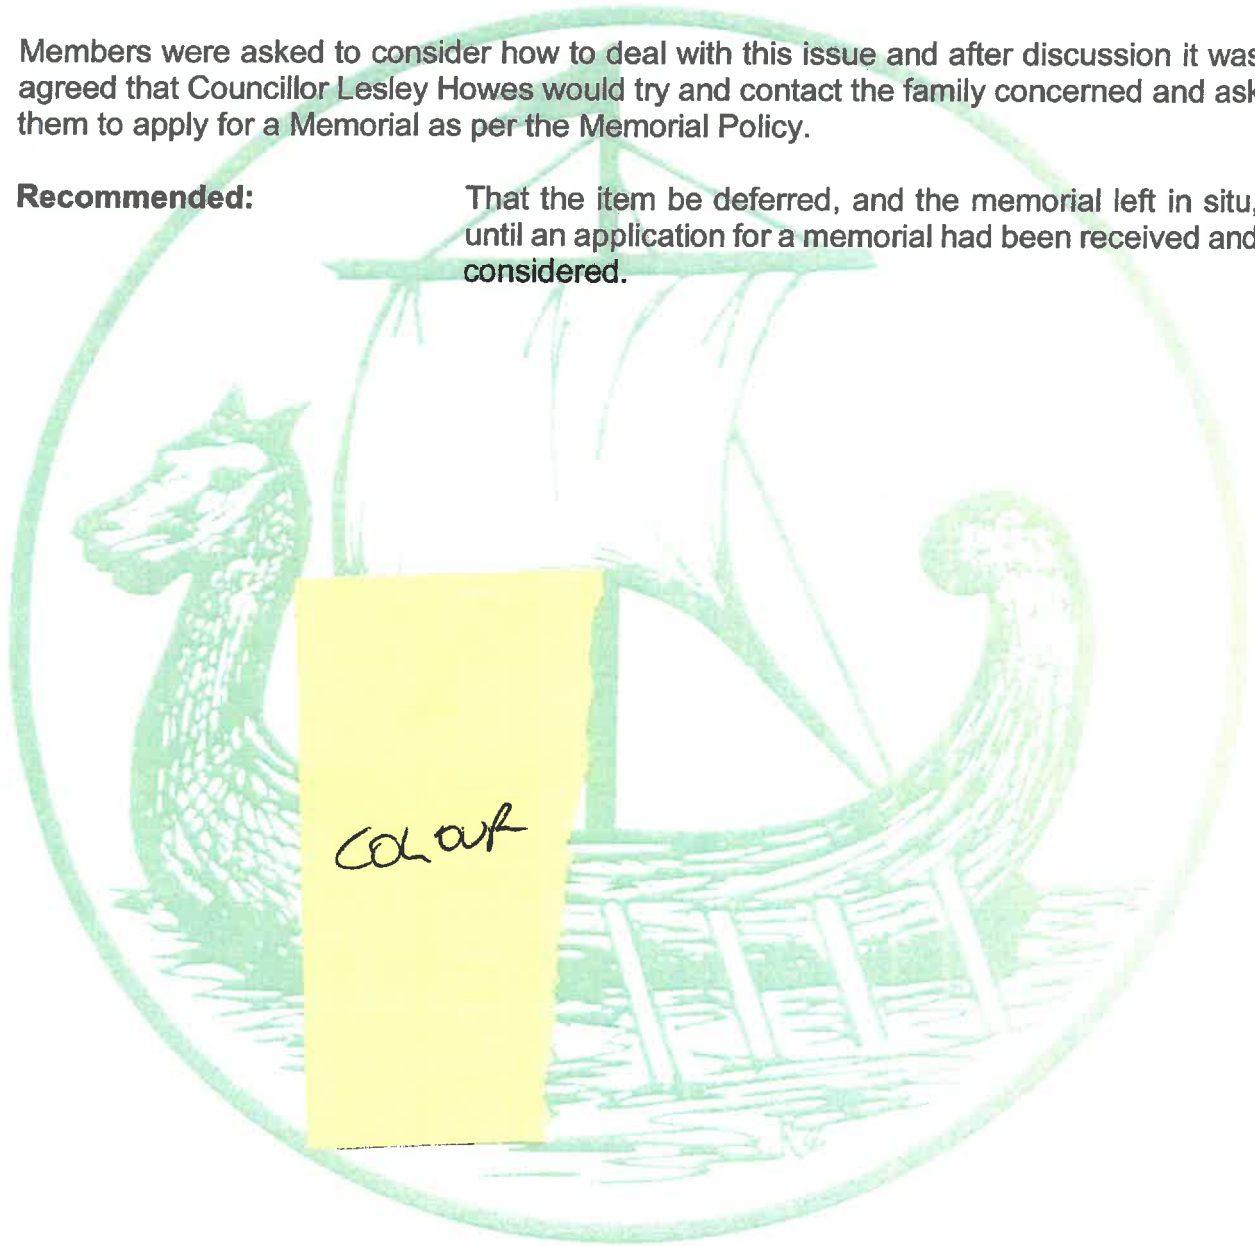 Members were asked to consider how to deal with this issue and after discussion it was
agreed that Councillor Lesley Howes would try and contact the family concerned and ask
them to apply for a Memorial as per the Memorial Policy.
Recommended: That the item be deferred, and the memorial left in situ,
until an application for a memorial had been received and
considered.
COLOUR